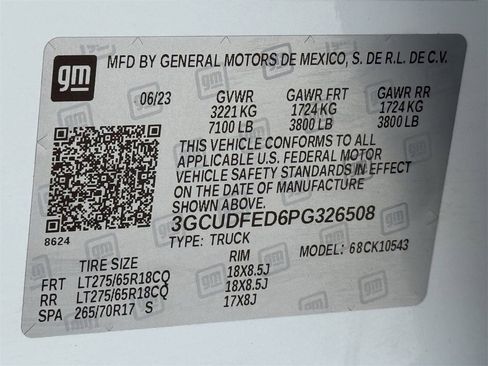 gm MFD BY GENERAL MOTORS DE MEXICO, S. DE R.L. DE C.V.
06/23 GVWR GAWR FRT GAWR RR
3221 KG 1724 KG 1724 KG
7100 LB 3800 LB 3800 LB
THIS VEHICLE CONFORMS TO ALL
APPLICABLE U.S. FEDERAL MOTOR
VEHICLE SAFETY STANDARDS IN EFFECT
ON THE DATE OF MANUFACTURE
SHOWN ABOVE.
3GCUDFED6PG326508
8624
TYPE: TRUCK MODEL: 68CK10543
TIRE SIZE RIM
FRT LT275/65R18CQ 18X8.5J
RR LT275/65R18CQ 18X8.5J
SPA 265/70R17 S 17X8J